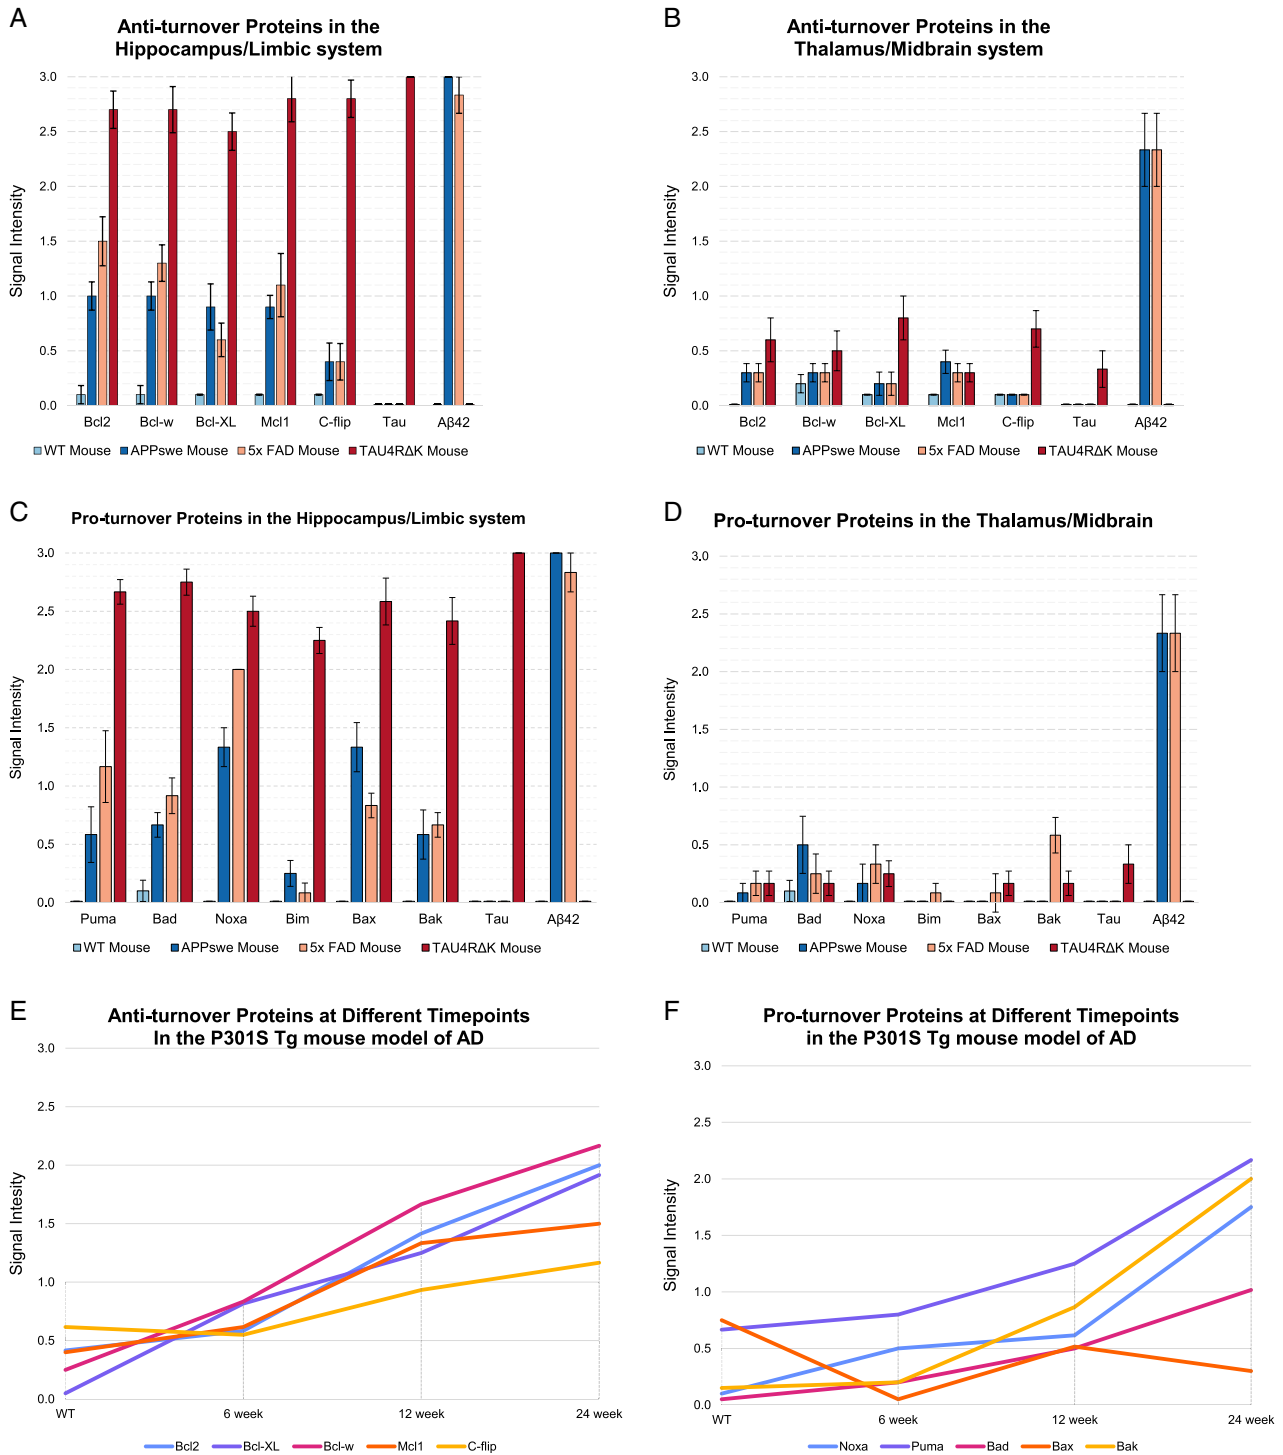 A
Anti-turnover Proteins in the
Hippocampus/Limbic system
3.0
2.5
2.0
1.5
1.0
0.5
0.0
Signal Intensity
Bcl2 Bcl-w Bcl-XL Mcl1 C-flip Tau Aβ42
WT Mouse APPswe Mouse 5x FAD Mouse TAU4RΔK Mouse
B
Anti-turnover Proteins in the
Thalamus/Midbrain system
3.0
2.5
2.0
1.5
1.0
0.5
0.0
Signal Intensity
Bcl2 Bcl-w Bcl-XL Mcl1 C-flip Tau Aβ42
WT Mouse APPswe Mouse 5x FAD Mouse TAU4RΔK Mouse
C
Pro-turnover Proteins in the Hippocampus/Limbic system
3.0
2.5
2.0
1.5
1.0
0.5
0.0
Signal Intensity
Puma Bad Noxa Bim Bax Bak Tau Aβ42
WT Mouse APPswe Mouse 5x FAD Mouse TAU4RΔK Mouse
D
Pro-turnover Proteins in the Thalamus/Midbrain
3.0
2.5
2.0
1.5
1.0
0.5
0.0
Signal Intensity
Puma Bad Noxa Bim Bax Bak Tau Aβ42
WT Mouse APPswe Mouse 5x FAD Mouse TAU4RΔK Mouse
E
Anti-turnover Proteins at Different Timepoints
In the P301S Tg mouse model of AD
3.0
2.5
2.0
1.5
1.0
0.5
0.0
Signal Intesity
WT 6 week 12 week 24 week
Bcl2 Bcl-XL Bcl-w Mcl1 C-flip
F
Pro-turnover Proteins at Different Timepoints
in the P301S Tg mouse model of AD
3.0
2.5
2.0
1.5
1.0
0.5
0.0
Signal Intensity
WT 6 week 12 week 24 week
Noxa Puma Bad Bax Bak